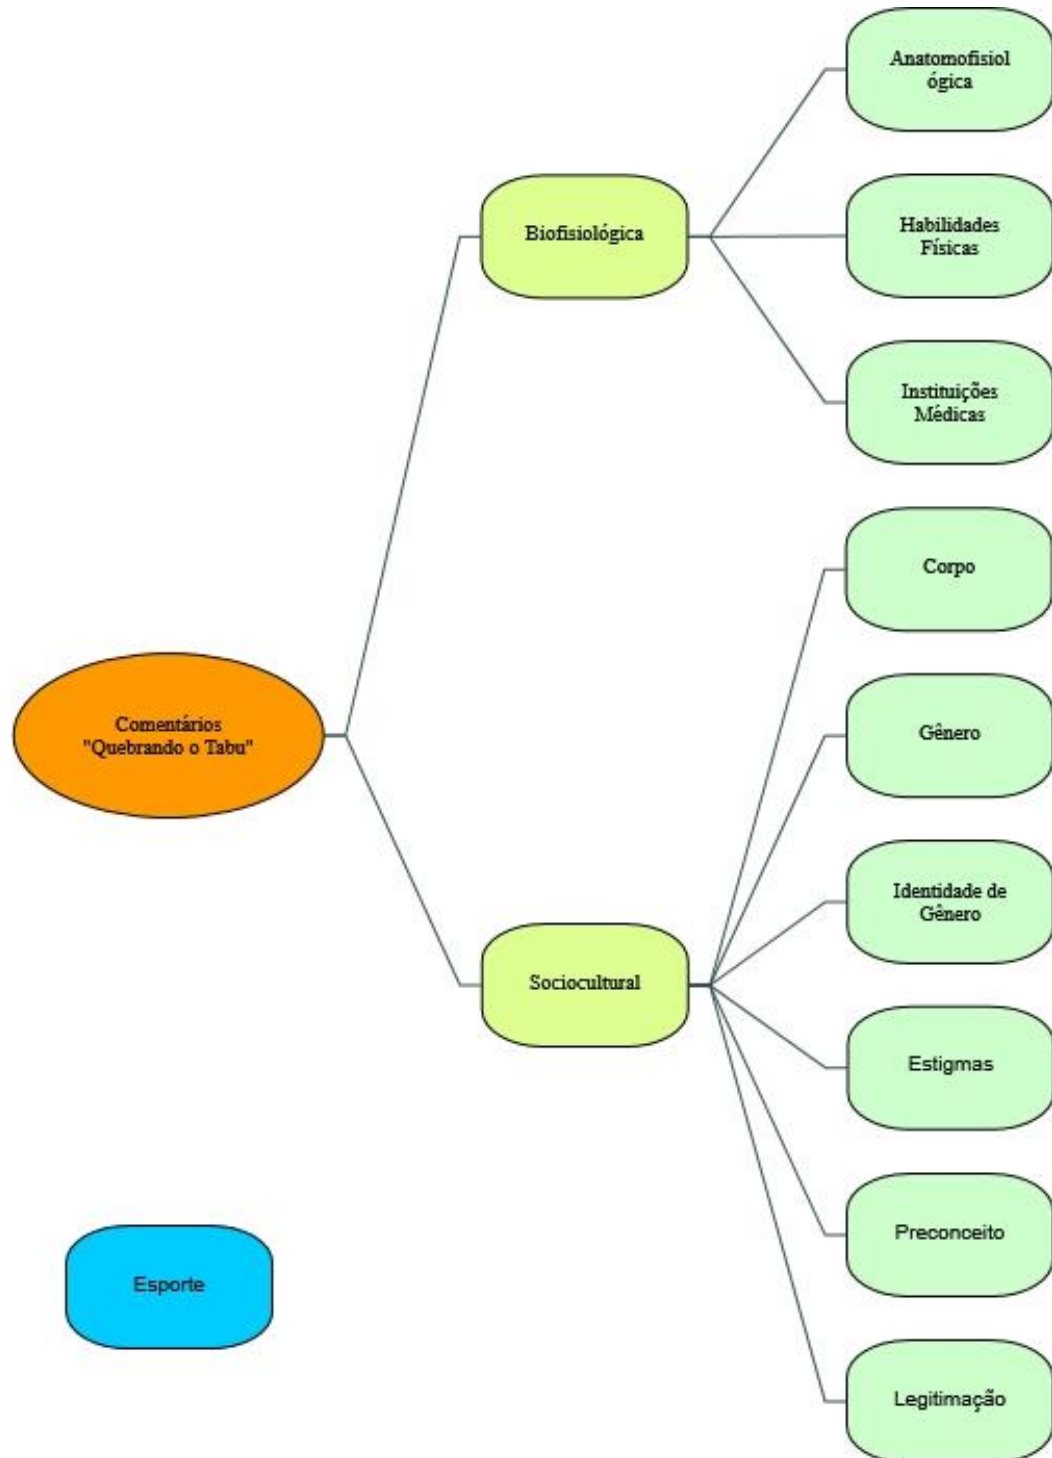 Anatomofisiol
ógica
Biofisiológica
Habilidades
Físicas
Instituições
Médicas
Corpo
Comentários
"Quebrando o Tabu"
Gênero
Identidade de
Gênero
Sociocultural
Estigmas
Preconceito
Esporte
Legitimação